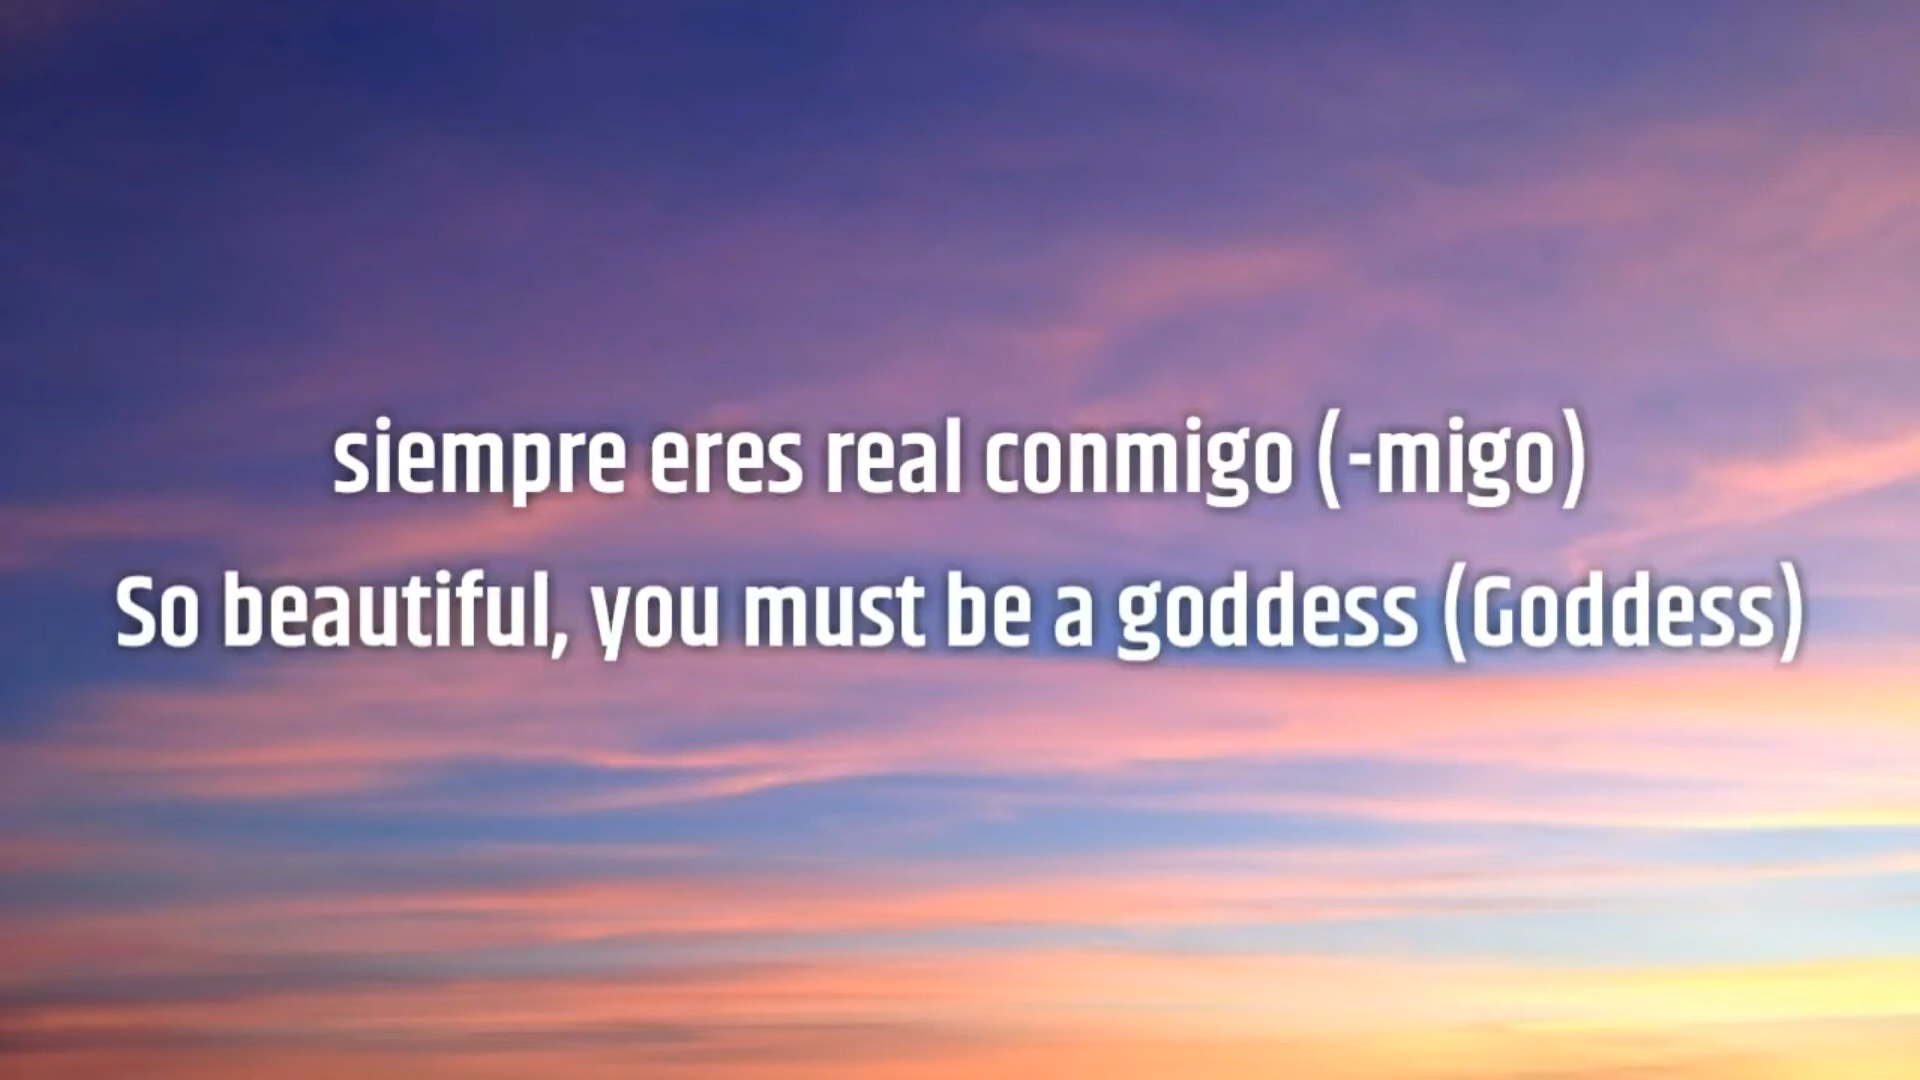 siempre eres real conmigo (-migo)
So beautiful, you must be a goddess (Goddess)